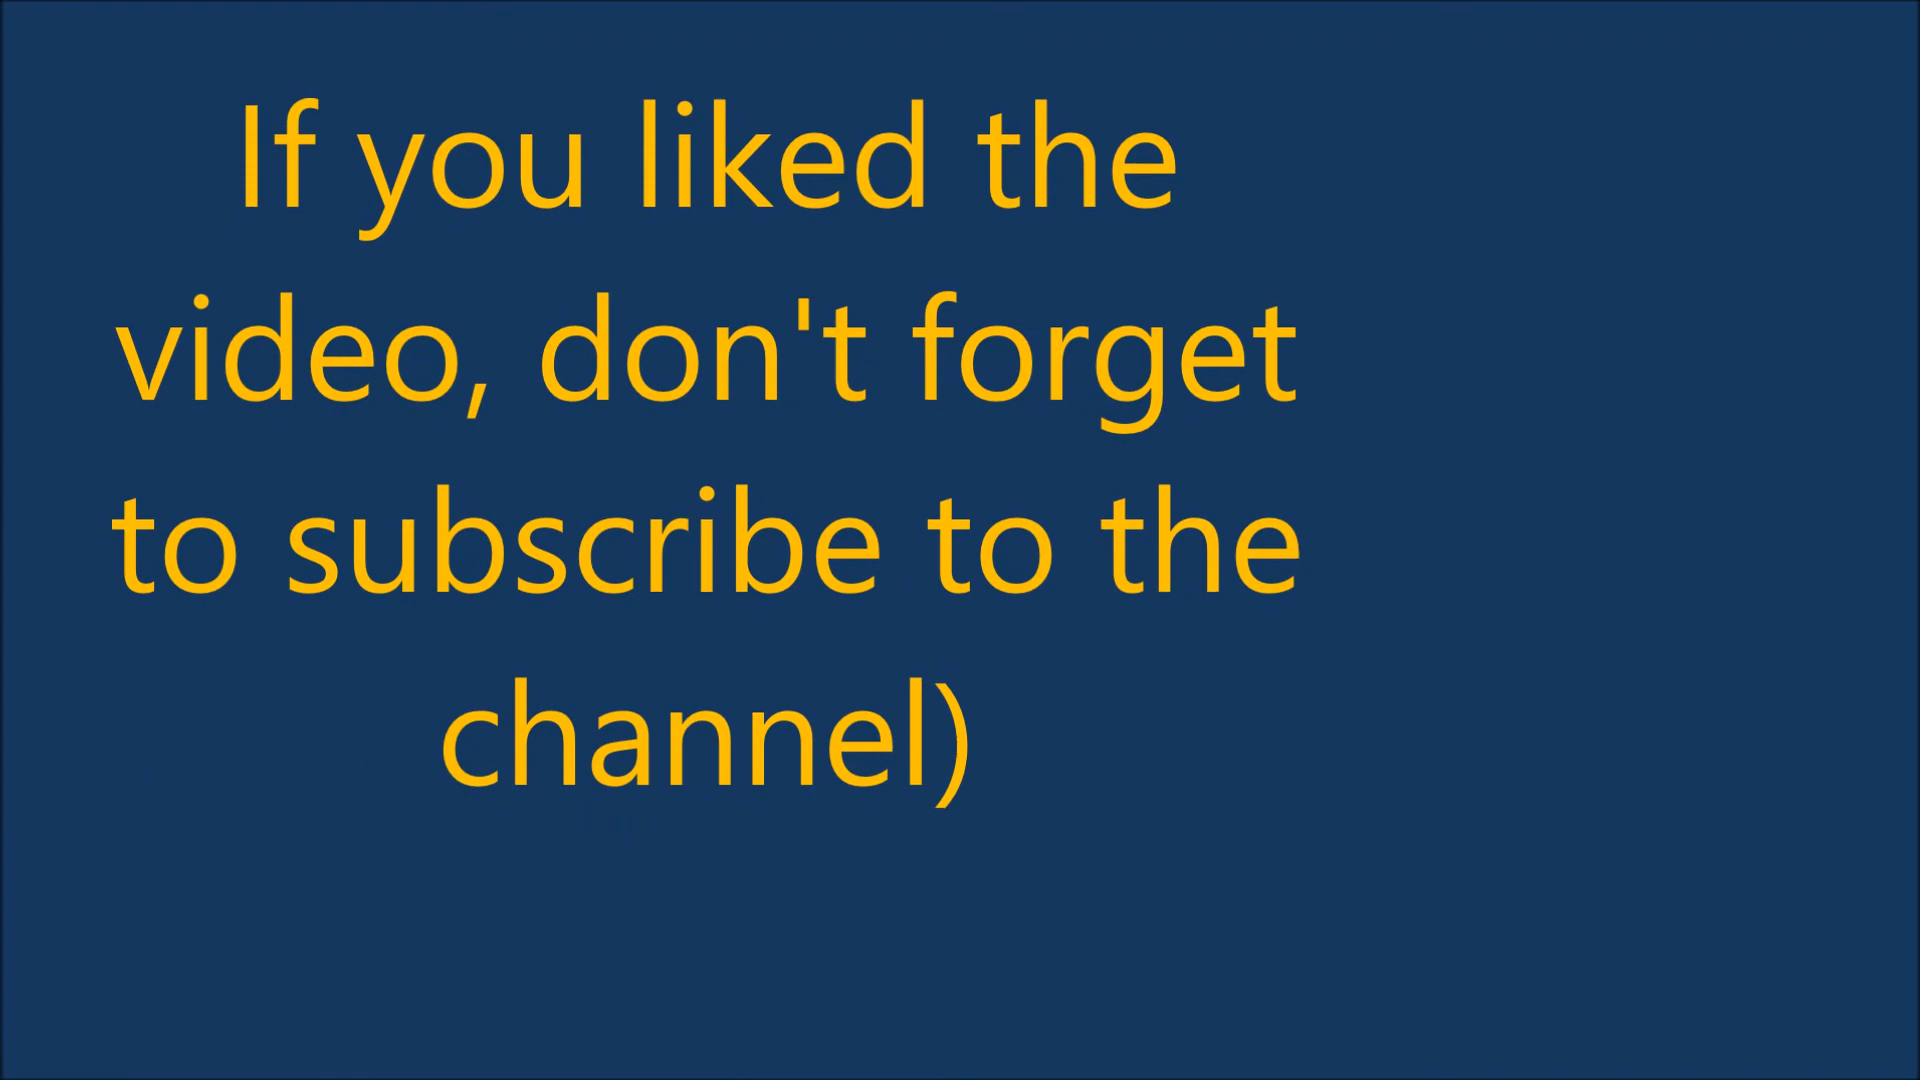 If you liked the
video, don't forget
to subscribe to the
channel)